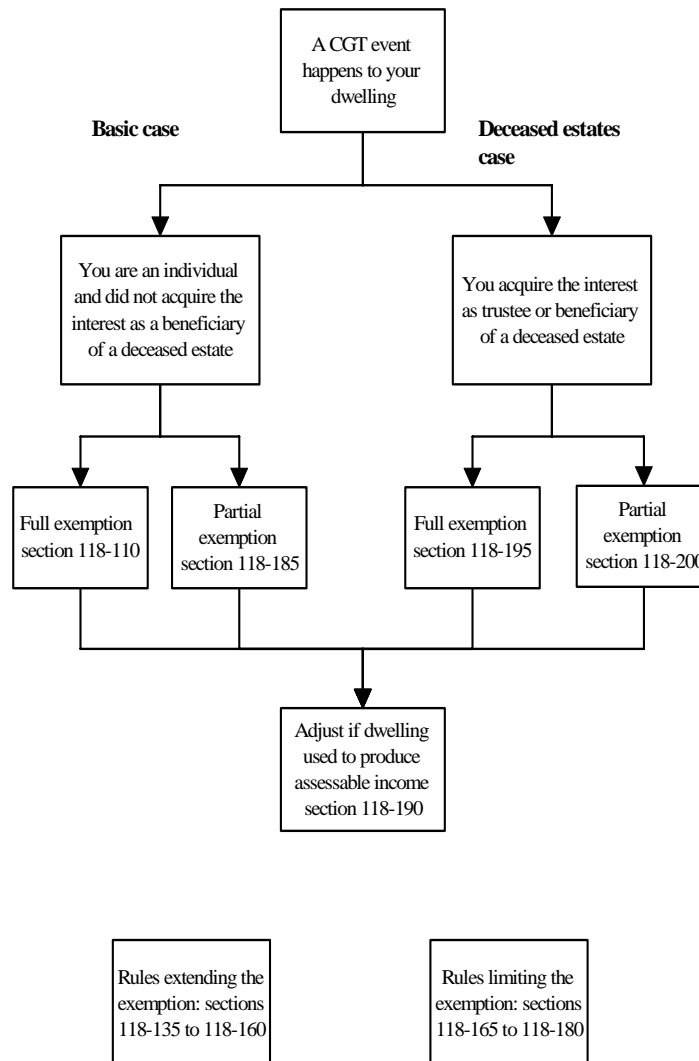 A CGT event
happens to your
dwelling
Basic case
Deceased estates
case
You are an individual
and did not acquire the
interest as a beneficiary
of a deceased estate
You acquire the interest
as trustee or beneficiary
of a deceased estate
Full exemption
section 118-110
Partial
exemption
section 118-185
Full exemption
section 118-195
Partial
exemption
section 118-200
Adjust if dwelling
used to produce
assessable income
section 118-190
Rules extending the
exemption: sections
118-135 to 118-160
Rules limiting the
exemption: sections
118-165 to 118-180